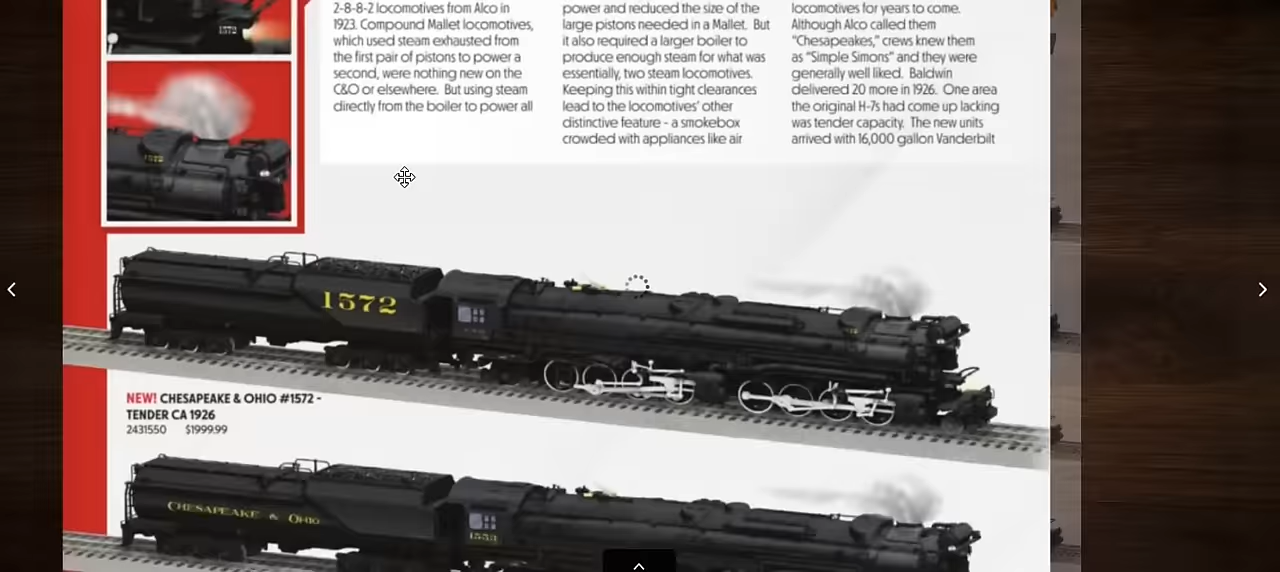 1572
2-8-8-2 locomotives from Alco in
1923. Compound Mallet locomotives,
which used steam exhausted from
the first pair of pistons to power a
second, were nothing new on the
C&O or elsewhere. But using steam
directly from the boiler to power all
power and reduced the size of the
large pistons needed in a Mallet. But
it also required a larger boiler to
produce enough steam for what was
essentially, two steam locomotives.
Keeping this within tight clearances
lead to the locomotives' other
distinctive feature - a smokebox
crowded with appliances like air
locomotives for years to come.
Although Alco called them
"Chesapeakes," crews knew them
as "Simple Simons" and they were
generally well liked. Baldwin
delivered 20 more in 1926. One area
the original H-7s had come up lacking
was tender capacity. The new units
arrived with 16,000 gallon Vanderbilt
1572
1572
NEW! CHESAPEAKE & OHIO #1572 -
TENDER CA 1926
2431550 $1999.99
CHESAPEAKE & OHIO